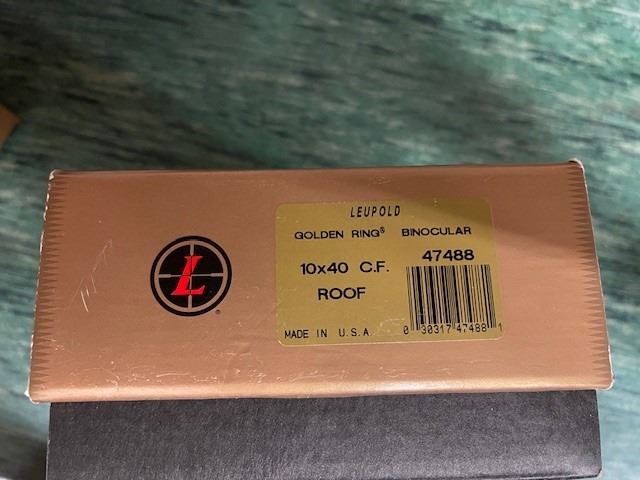 L
®
LEUPOLD
GOLDEN RING® BINOCULAR
10x40 C.F. 47488
ROOF
MADE IN U.S.A. 0 30317 47488 1